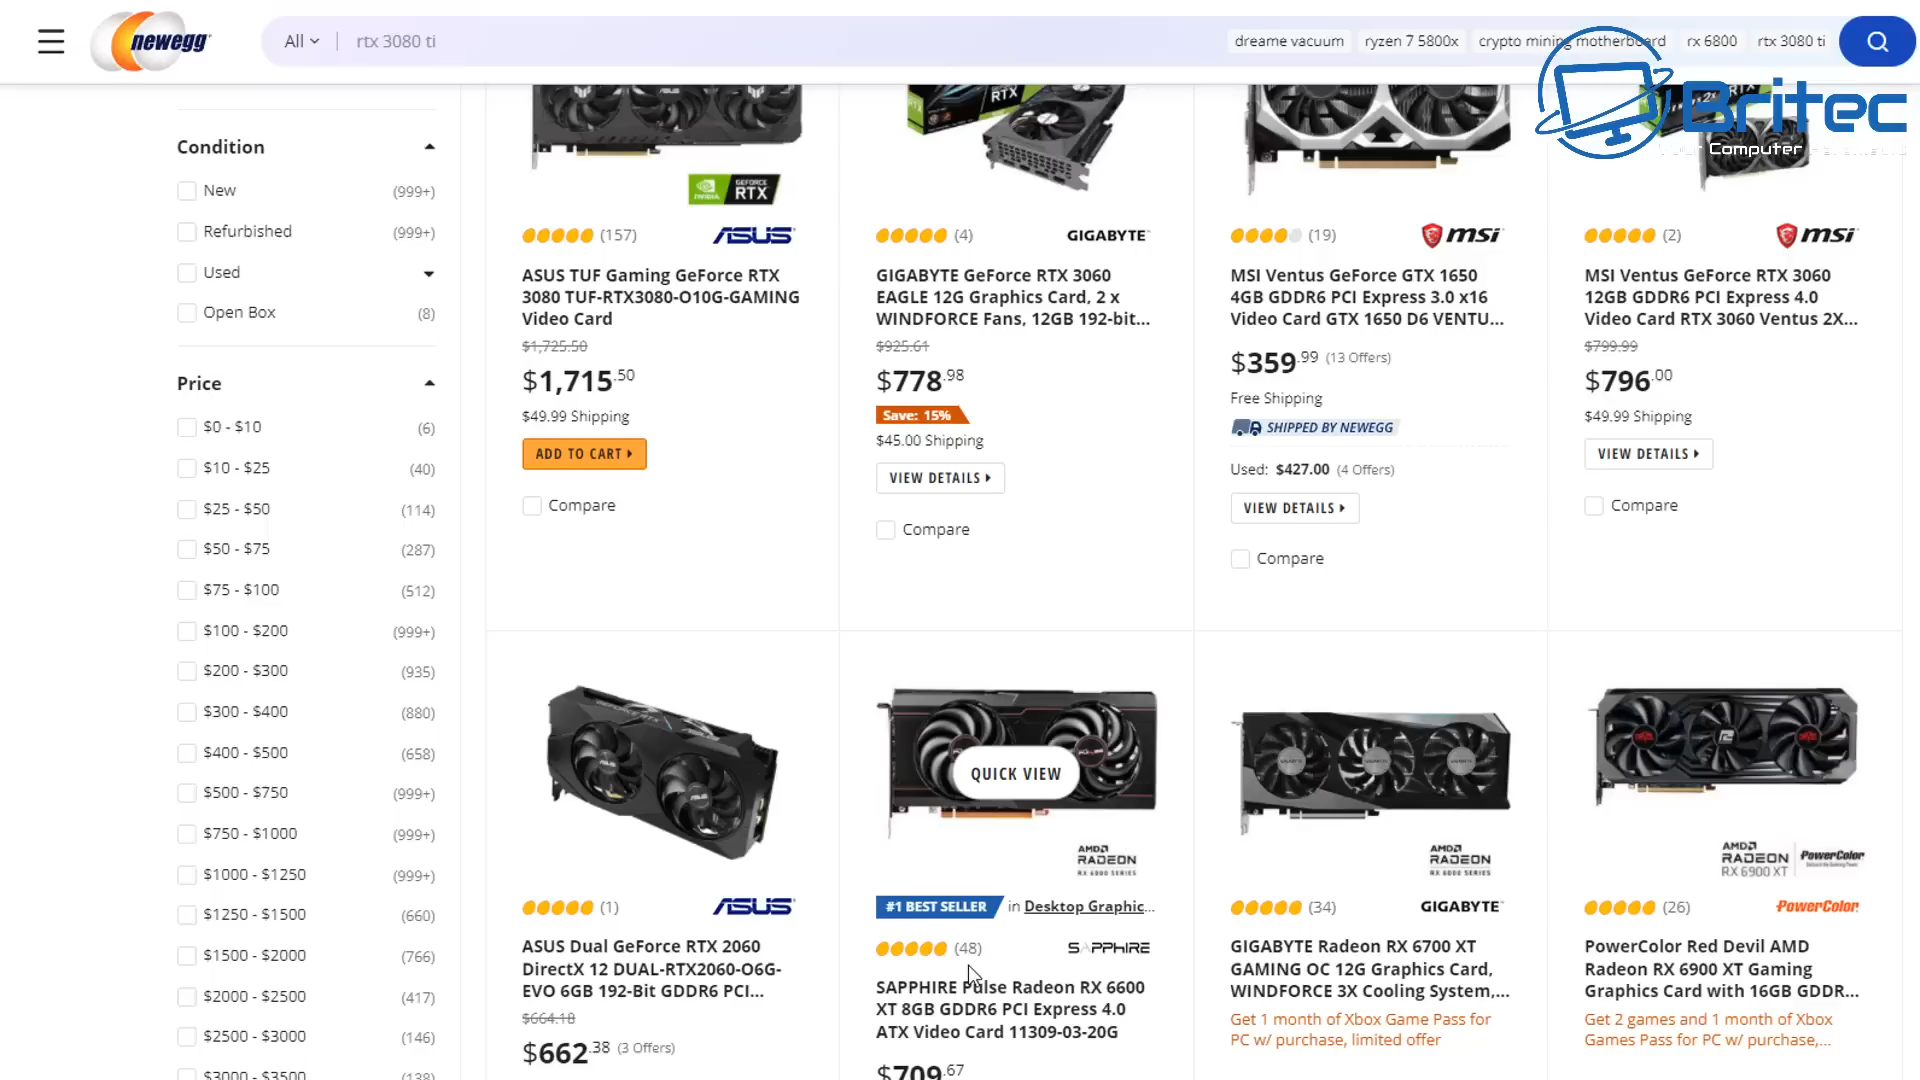 newegg
All
rtx 3080 ti
dreame vacuum
ryzen 7 5800x
crypto mining motherboard
rx 6800
rtx 3080 ti
Britec
Your Computer
Condition
New (999+)
Refurbished (999+)
Used
Open Box (8)
Price
$0 - $10 (6)
$10 - $25 (40)
$25 - $50 (114)
$50 - $75 (287)
$75 - $100 (512)
$100 - $200 (999+)
$200 - $300 (935)
$300 - $400 (880)
$400 - $500 (658)
$500 - $750 (999+)
$750 - $1000 (999+)
$1000 - $1250 (999+)
$1250 - $1500 (660)
$1500 - $2000 (766)
$2000 - $2500 (417)
$2500 - $3000 (146)
$3000 - $3500 (138)
NVIDIA GEFORCE RTX
(157) ASUS
ASUS TUF Gaming GeForce RTX
3080 TUF-RTX3080-O10G-GAMING
Video Card
$1,725.50
$1,715.50
$49.99 Shipping
ADD TO CART
Compare
RTX
(4) GIGABYTE
GIGABYTE GeForce RTX 3060
EAGLE 12G Graphics Card, 2 x
WINDFORCE Fans, 12GB 192-bit...
$925.61
$778.98
Save: 15%
$45.00 Shipping
VIEW DETAILS
Compare
(19) msi
MSI Ventus GeForce GTX 1650
4GB GDDR6 PCI Express 3.0 x16
Video Card GTX 1650 D6 VENTU...
$359.99 (13 Offers)
Free Shipping
SHIPPED BY NEWEGG
Used: $427.00 (4 Offers)
VIEW DETAILS
Compare
(2) msi
MSI Ventus GeForce RTX 3060
12GB GDDR6 PCI Express 4.0
Video Card RTX 3060 Ventus 2X...
$799.99
$796.00
$49.99 Shipping
VIEW DETAILS
Compare
(1) ASUS
ASUS Dual GeForce RTX 2060
DirectX 12 DUAL-RTX2060-O6G-
EVO 6GB 192-Bit GDDR6 PCI...
$664.18
$662.38 (3 Offers)
QUICK VIEW
AMD
RADEON
RX 6000 SERIES
#1 BEST SELLER in Desktop Graphic...
(48) SAPPHIRE
SAPPHIRE Pulse Radeon RX 6600
XT 8GB GDDR6 PCI Express 4.0
ATX Video Card 11309-03-20G
$709.67
AMD
RADEON
RX 6000 SERIES
(34) GIGABYTE
GIGABYTE Radeon RX 6700 XT
GAMING OC 12G Graphics Card,
WINDFORCE 3X Cooling System,...
Get 1 month of Xbox Game Pass for
PC w/ purchase, limited offer
AMD
RADEON
RX 6900 XT
PowerColor
(26) PowerColor
PowerColor Red Devil AMD
Radeon RX 6900 XT Gaming
Graphics Card with 16GB GDDR...
Get 2 games and 1 month of Xbox
Games Pass for PC w/ purchase,...